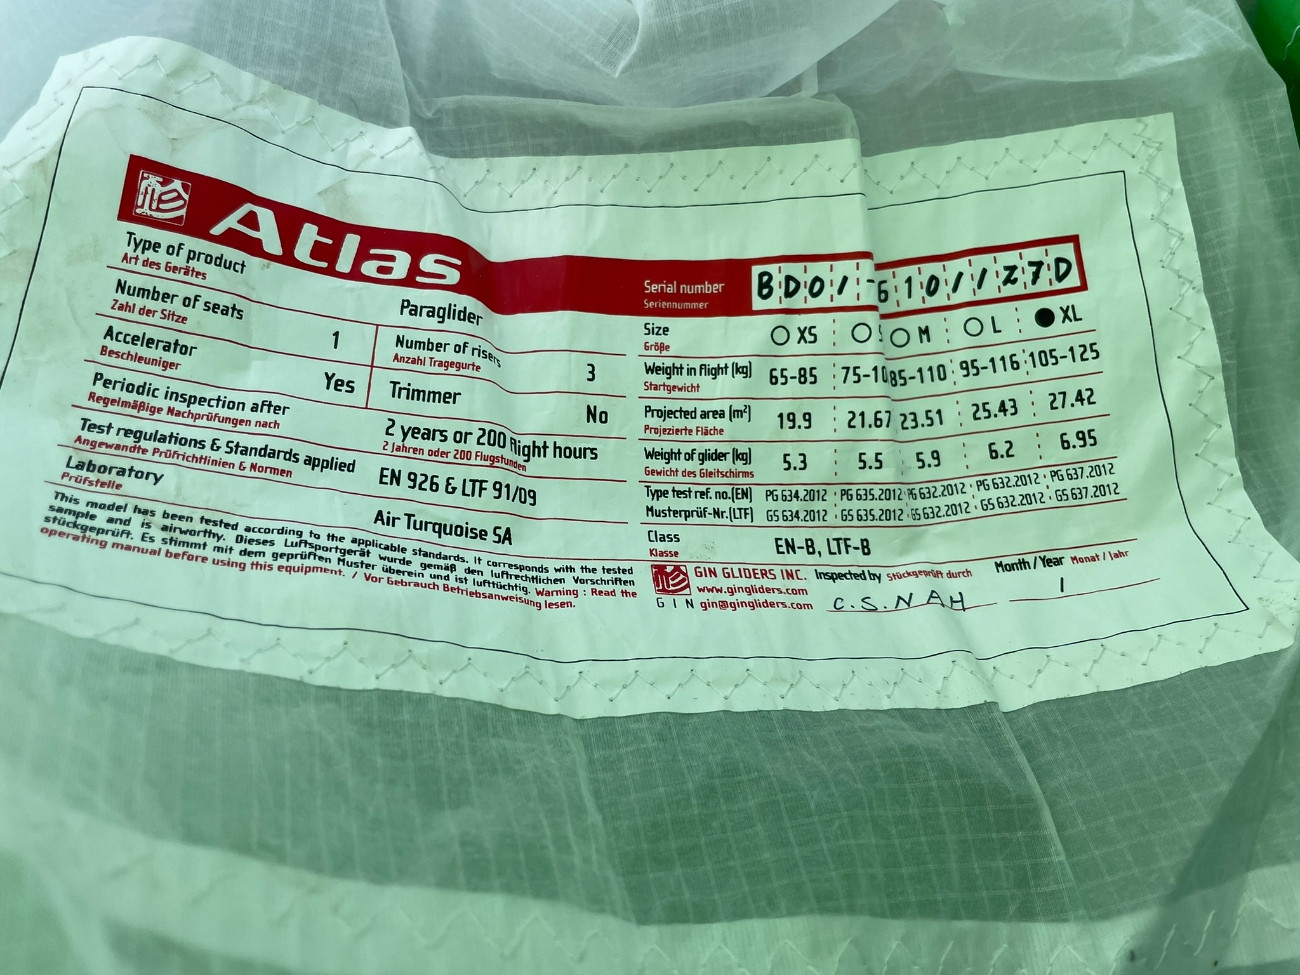 Atlas
Type of product Paraglider
Art des Gerätes
Number of seats 1 Number of risers 3
Zahl der Sitze Anzahl Tragegurte
Accelerator Yes Trimmer No
Beschleuniger
Periodic inspection after 2 years or 200 flight hours
Regelmäßige Nachprüfungen nach 2 Jahren oder 200 Flugstunden
Test regulations & Standards applied EN 926 & LTF 91/09
Angewandte Prüfrichtlinien & Normen
Laboratory Air Turquoise SA
Prüfstelle
This model has been tested according to the applicable standards. It corresponds with the tested
sample and is airworthy. Dieses Luftsportgerät wurde gemäß den luftrechtlichen Vorschriften
stückgeprüft. Es stimmt mit dem geprüften Muster überein und ist lufttüchtig. Warning : Read the
operating manual before using this equipment. / Vor Gebrauch Betriebsanweisung lesen.
Serial number BD01-6101127D
Seriennummer
Size XS M L XL
Größe
Weight in flight (kg) 65-85 75-10 85-110 95-116 105-125
Startgewicht
Projected area (m²) 19.9 21.67 23.51 25.43 27.42
Projezierte Fläche
Weight of glider (kg) 5.3 5.5 5.9 6.2 6.95
Gewicht des Gleitschirms
Type test ref. no.(EN) PG 634.2012 PG 635.2012 PG 632.2012 PG 632.2012 PG 637.2012
Musterprüf-Nr.(LTF) GS 634.2012 GS 635.2012 GS 632.2012 GS 632.2012 GS 637.2012
Class EN-B, LTF-B
Klasse
GIN GLIDERS INC. Inspected by Stückgeprüft durch Month / Year Monat / Jahr
www.gingliders.com
GIN gin@gingliders.com C.S.NAH /